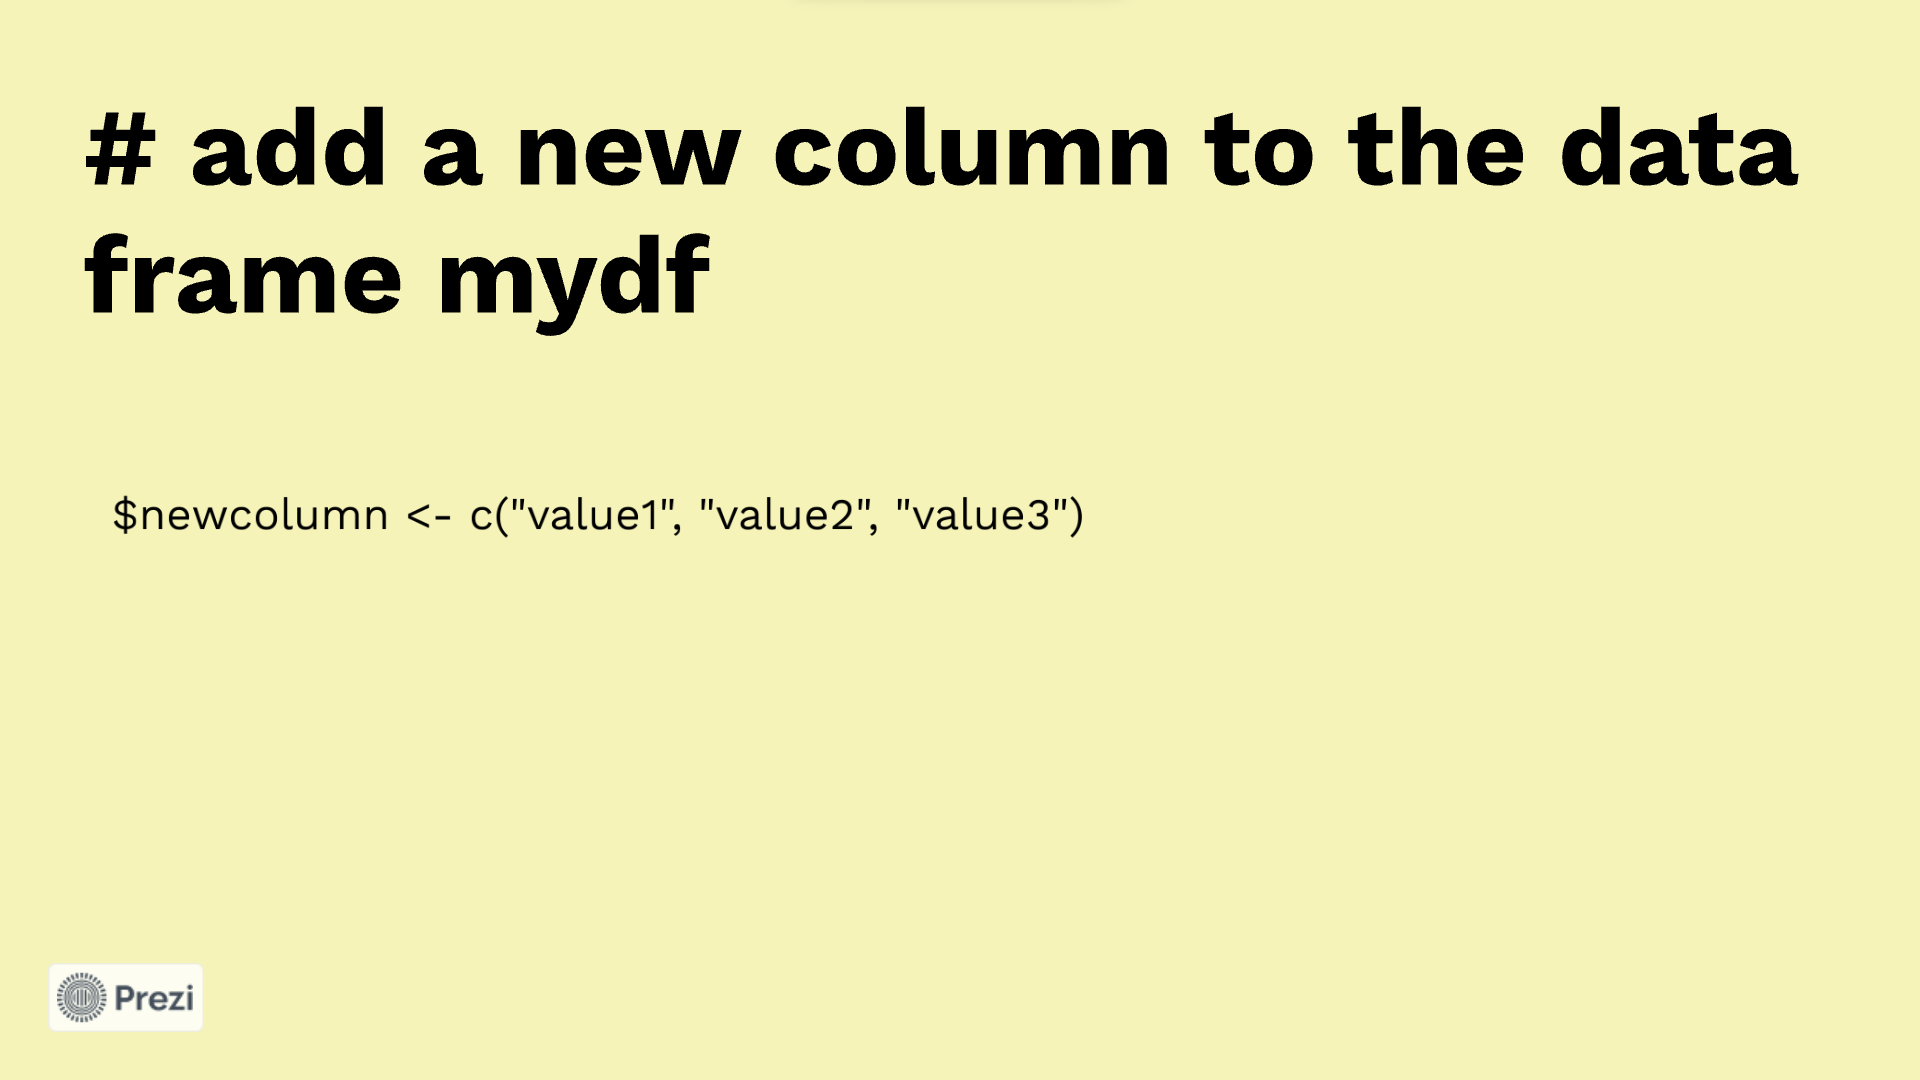 # add a new column to the data
frame mydf
$newcolumn <- c("value1", "value2", "value3")
Prezi